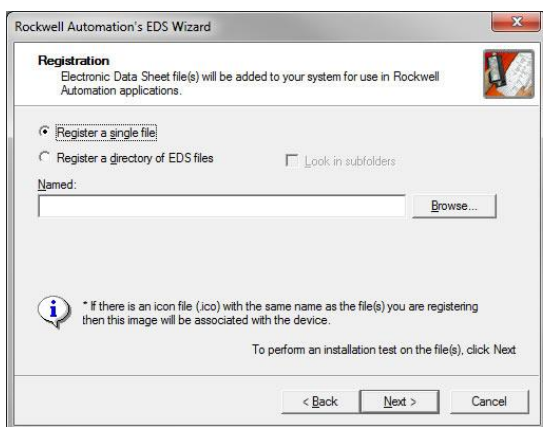 Rockwell Automation's EDS Wizard
Registration
Electronic Data Sheet file(s) will be added to your system for use in Rockwell
Automation applications.
Register a single file
Register a directory of EDS files
Look in subfolders
Named:
Browse...
* If there is an icon file (.ico) with the same name as the file(s) you are registering
then this image will be associated with the device.
To perform an installation test on the file(s), click Next
< Back
Next >
Cancel